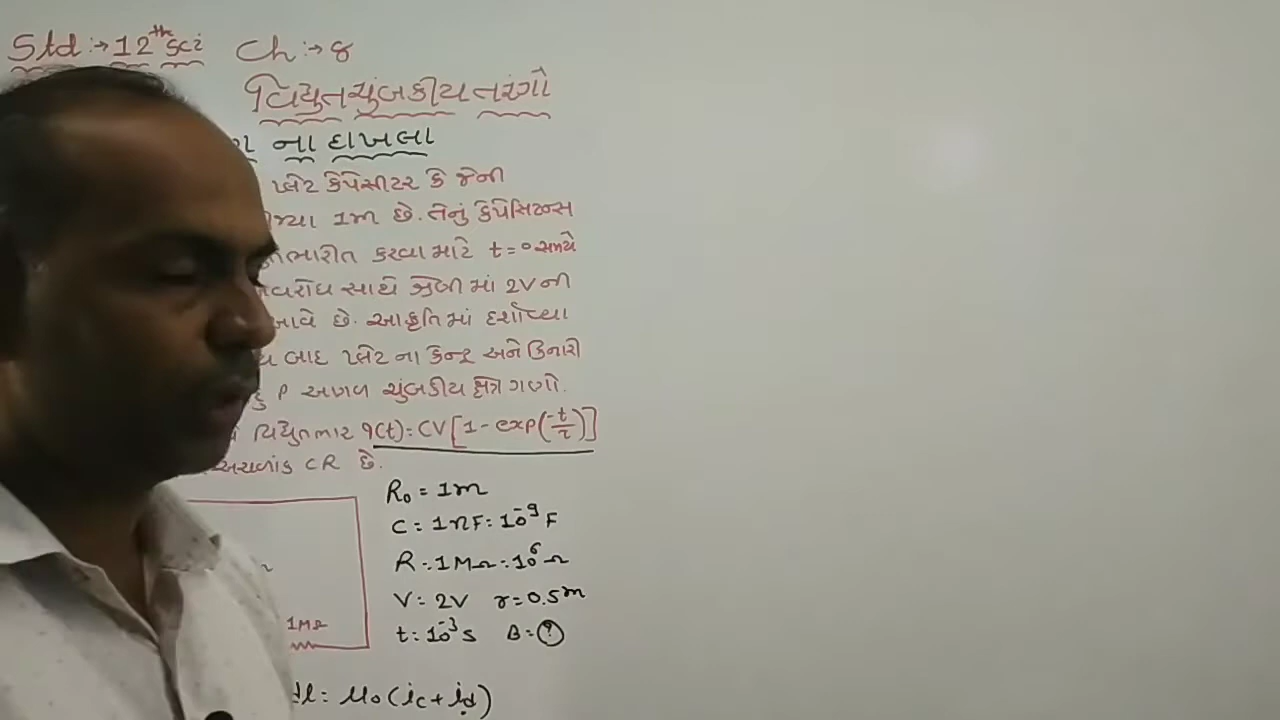 Std :→ 12th Sci Ch :→ 8
વિદ્યુતચુંબકીય તરંગો
ના દાખલા
પ્લેટ કેપેસીટર કે જેની
1m છે. તેનું કેપેસિટન્સ
કરવા માટે t=0 સમયે
સાથે શ્રેણી માં 2V ની
આવે છે. આકૃતિ માં દર્શાવ્યા
બાદ પ્લેટ ના કેન્દ્ર અને કિનારી
P આગળ ચુંબકીય ક્ષેત્ર ગણો.
વિદ્યુતભાર q(t)=CV[1-exp(-t/τ)]
અચળાંક CR છે.
R₀ = 1m
C = 1nF = 10⁻⁹ F
R = 1MΩ = 10⁶ Ω
V = 2V r = 0.5m
1MΩ
t = 10⁻³ s B = ?
dl = μ₀(ic + id)